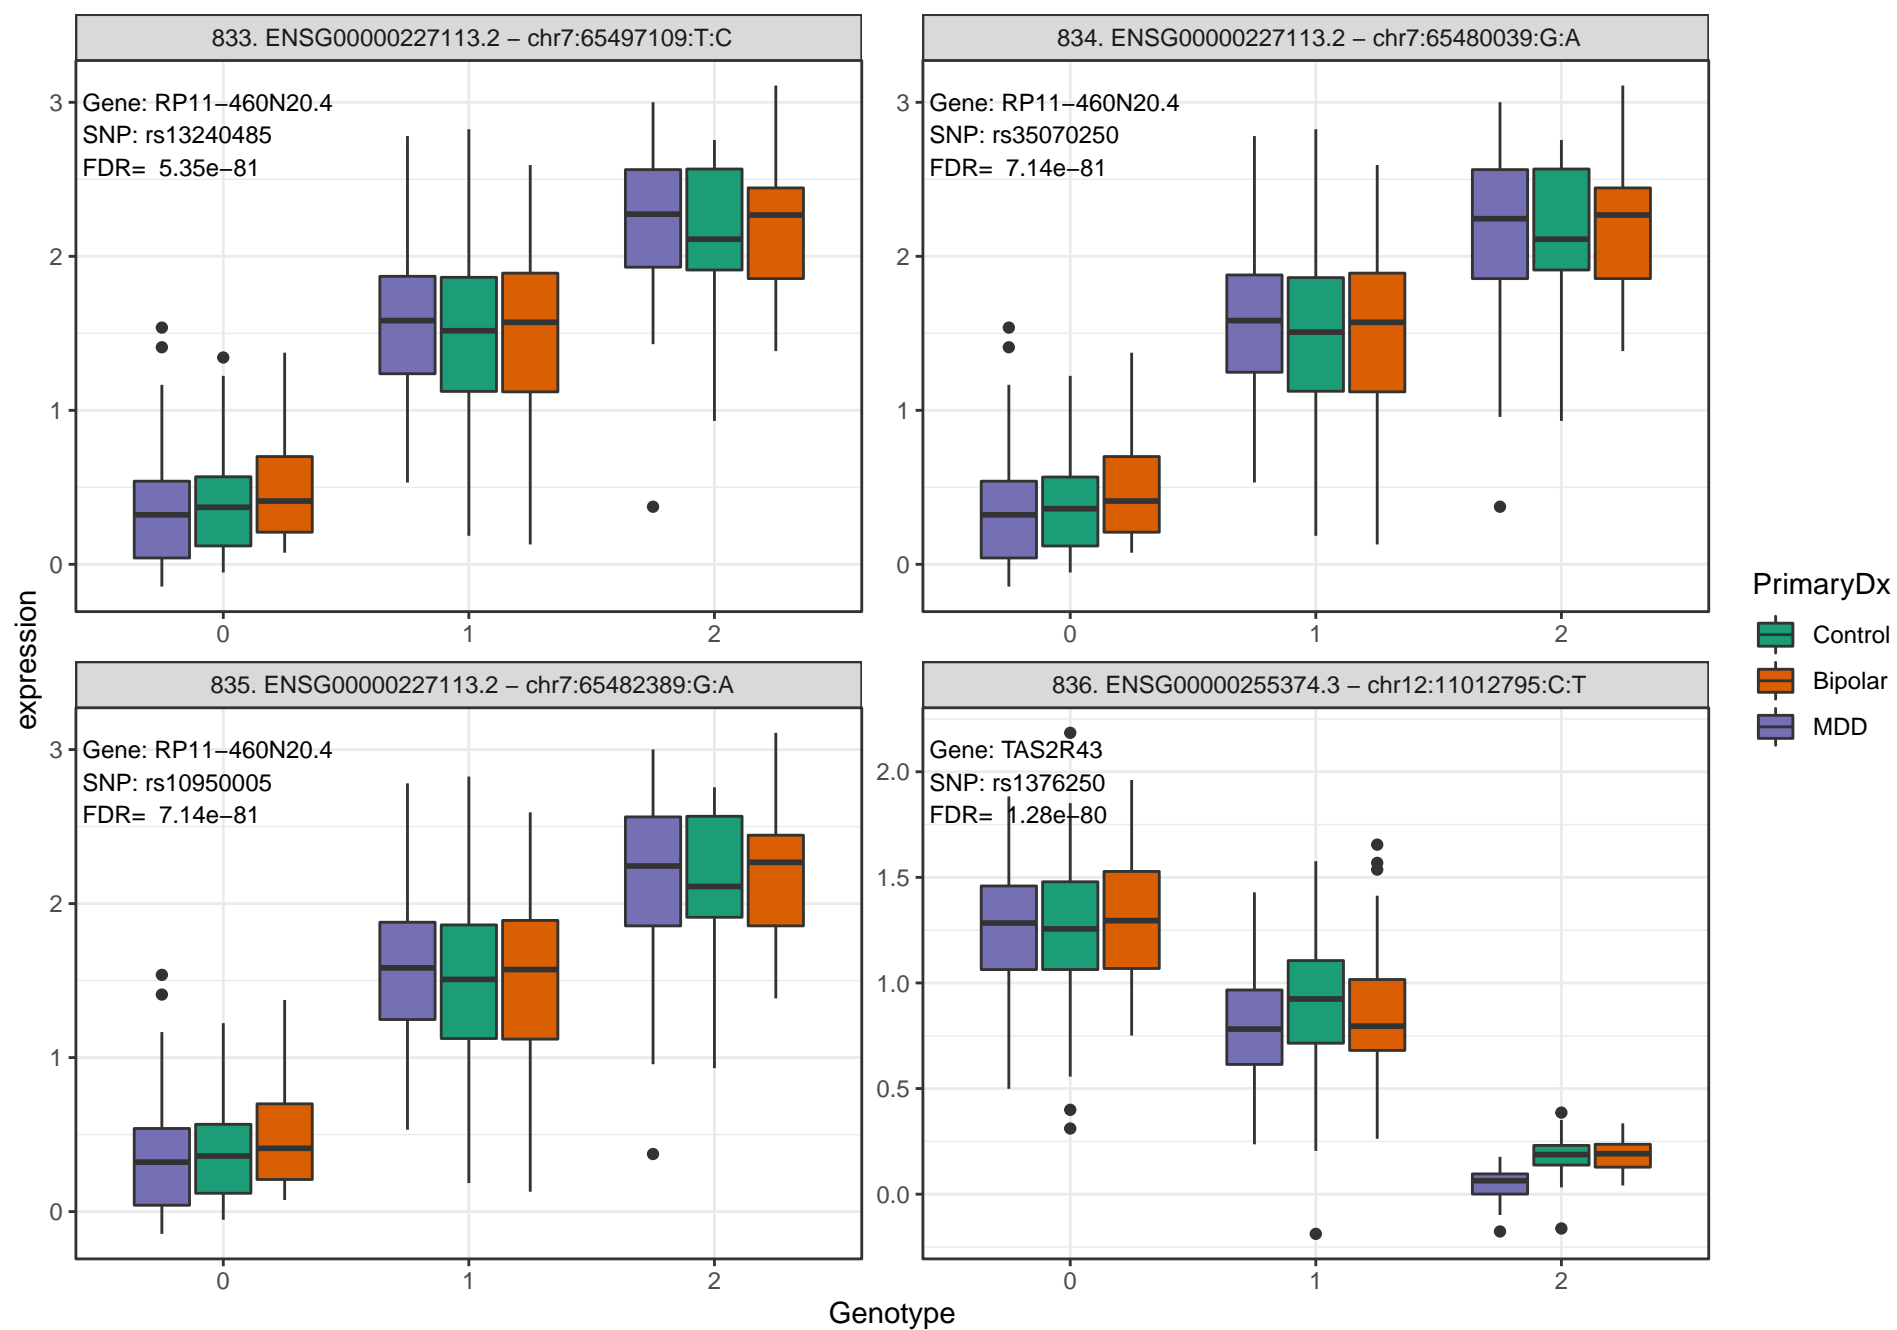 833. ENSG00000227113.2 − chr7:65497109:T:C
Gene: RP11−460N20.4
SNP: rs13240485
FDR=  5.35e−81
3
2
1
0
0 1 2
834. ENSG00000227113.2 − chr7:65480039:G:A
Gene: RP11−460N20.4
SNP: rs35070250
FDR=  7.14e−81
3
2
1
0
0 1 2
835. ENSG00000227113.2 − chr7:65482389:G:A
Gene: RP11−460N20.4
SNP: rs10950005
FDR=  7.14e−81
3
2
1
0
0 1 2
836. ENSG00000255374.3 − chr12:11012795:C:T
Gene: TAS2R43
SNP: rs1376250
FDR=  1.28e−80
2.0
1.5
1.0
0.5
0.0
0 1 2
expression
Genotype
PrimaryDx
Control
Bipolar
MDD